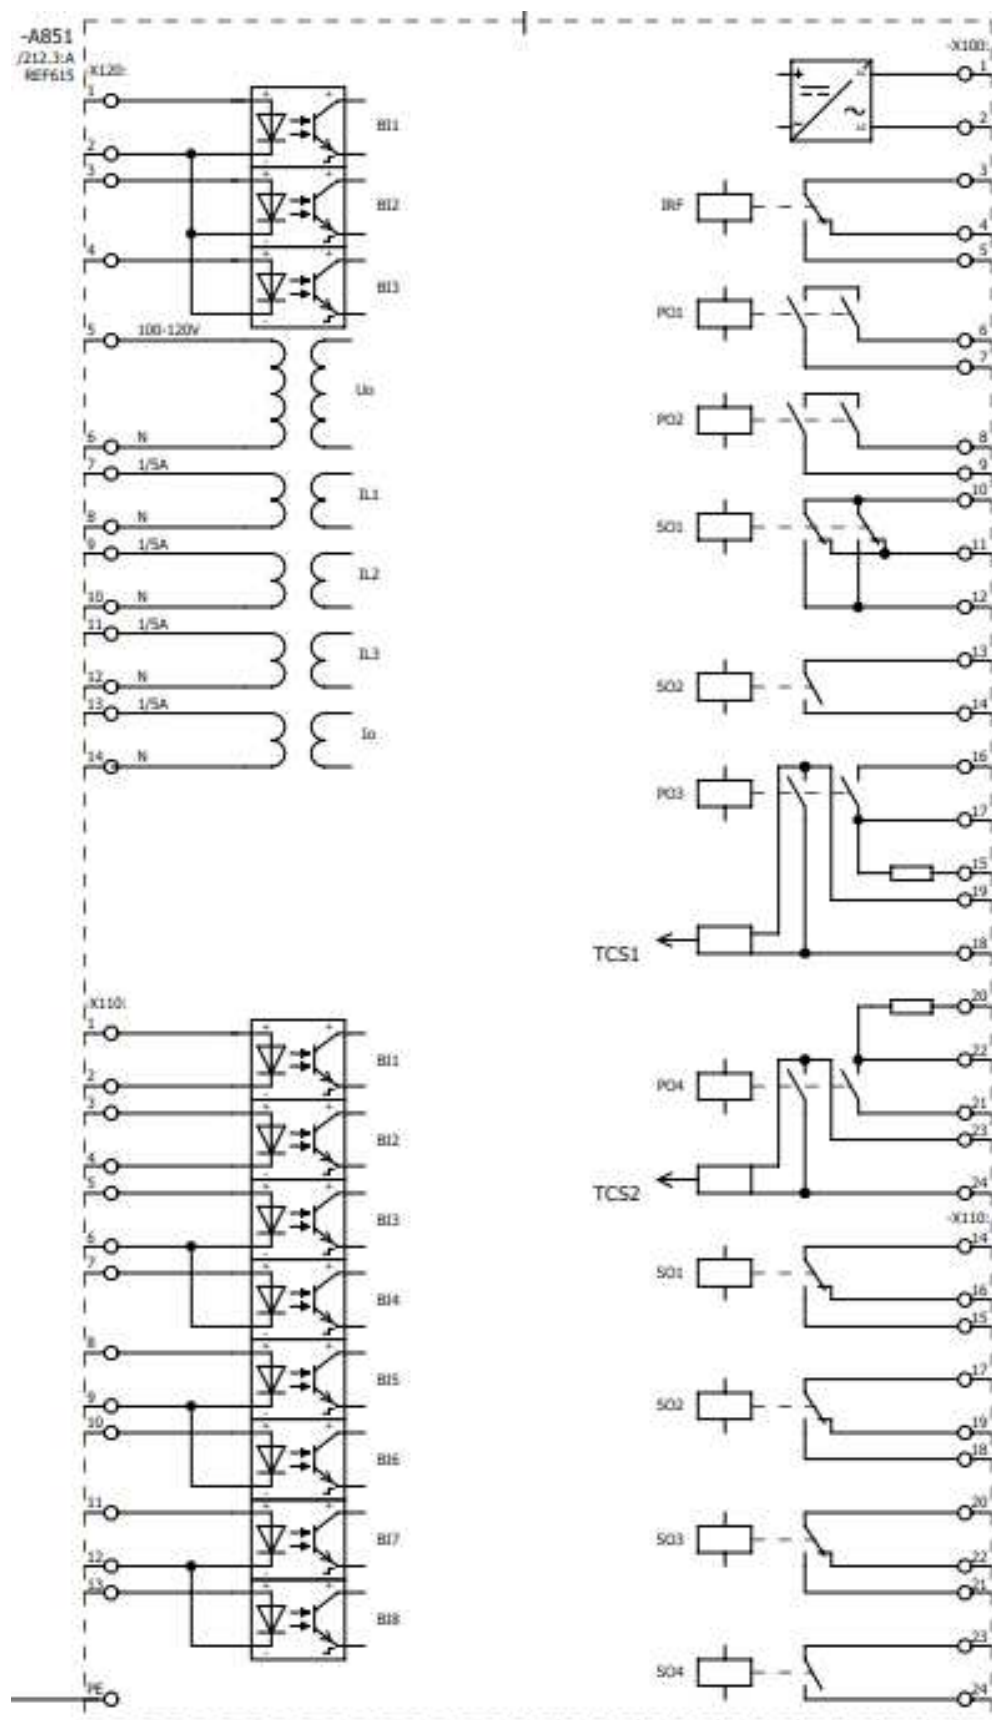 -A851
/212.3:A
REF615
X120:
1
BI1
2
3
BI2
4
BI3
5 100-120V
Uo
6 N
7 1/5A
IL1
8 N
9 1/5A
IL2
10 N
11 1/5A
IL3
12 N
13 1/5A
Io
14 N
X110:
1
BI1
2
3
BI2
4
5
BI3
6
7
BI4
8
BI5
9
10
BI6
11
BI7
12
13
BI8
PE
-X100:
1
2
3
IRF
4
5
PO1
6
7
PO2
8
9
10
SO1
11
12
13
SO2
14
16
PO3
17
15
19
TCS1
18
20
22
PO4
21
23
TCS2
24
-X110:
14
SO1
16
15
17
SO2
19
18
20
SO3
22
21
23
SO4
24